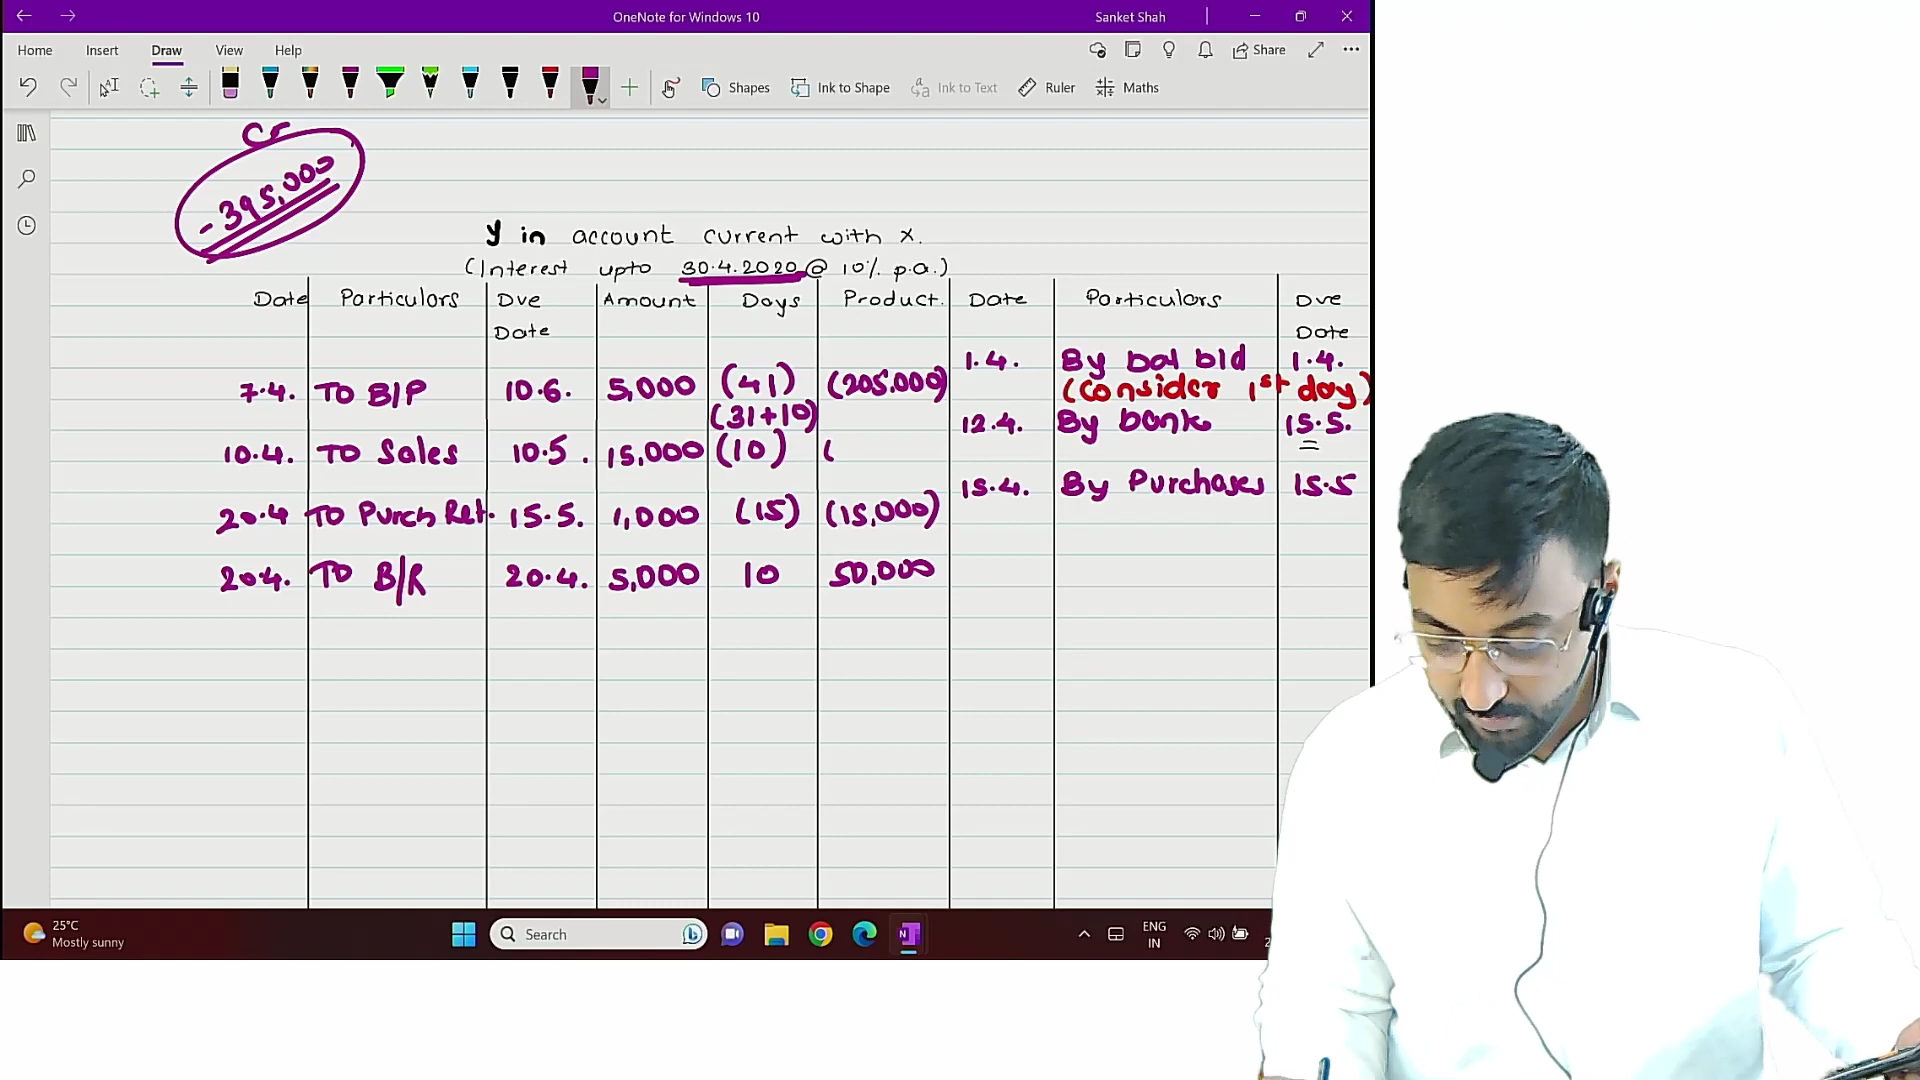 OneNote for Windows 10
Sanket Shah
Home Insert Draw View Help
Share
Shapes Ink to Shape Ink to Text Ruler Maths
Cr
-395,000
Y in account current with x.
(Interest upto 30.4.2020 @ 10% p.a.)
Date Particulars Due Date Amount Days Product. Date Particulars Due Date
1.4. By bal b/d 1.4.
7.4. To B/P 10.6. 5,000 (41) (205,000) (consider 1st day)
(31+10) 12.4. By bank 15.5.
10.4. To Sales 10.5. 15,000 (10) (
15.4. By Purchases 15.5
20.4 To Purch Ret. 15.5. 1,000 (15) (15,000)
20.4. To B/R 20.4. 5,000 10 50,000
25°C
Mostly sunny
Search
ENG
IN